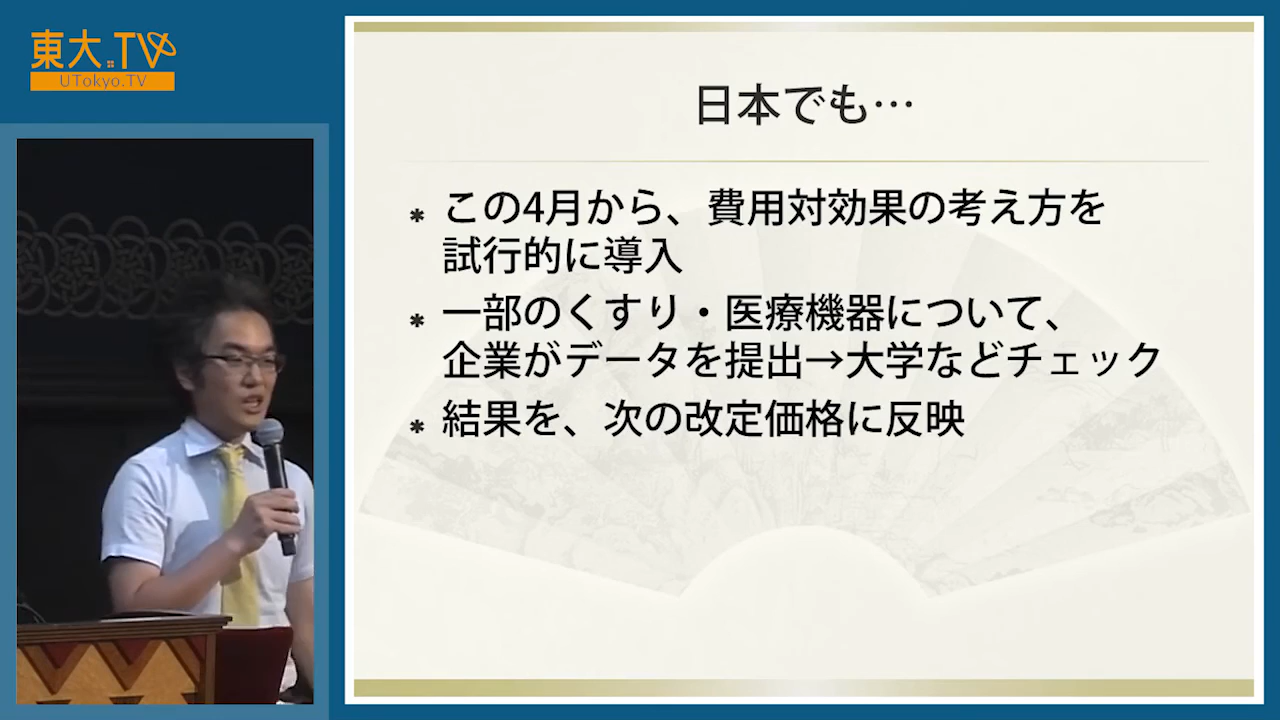 東大.TV
UTokyo.TV
日本でも…
* この4月から、費用対効果の考え方を
試行的に導入
* 一部のくすり・医療機器について、
企業がデータを提出→大学などチェック
* 結果を、次の改定価格に反映